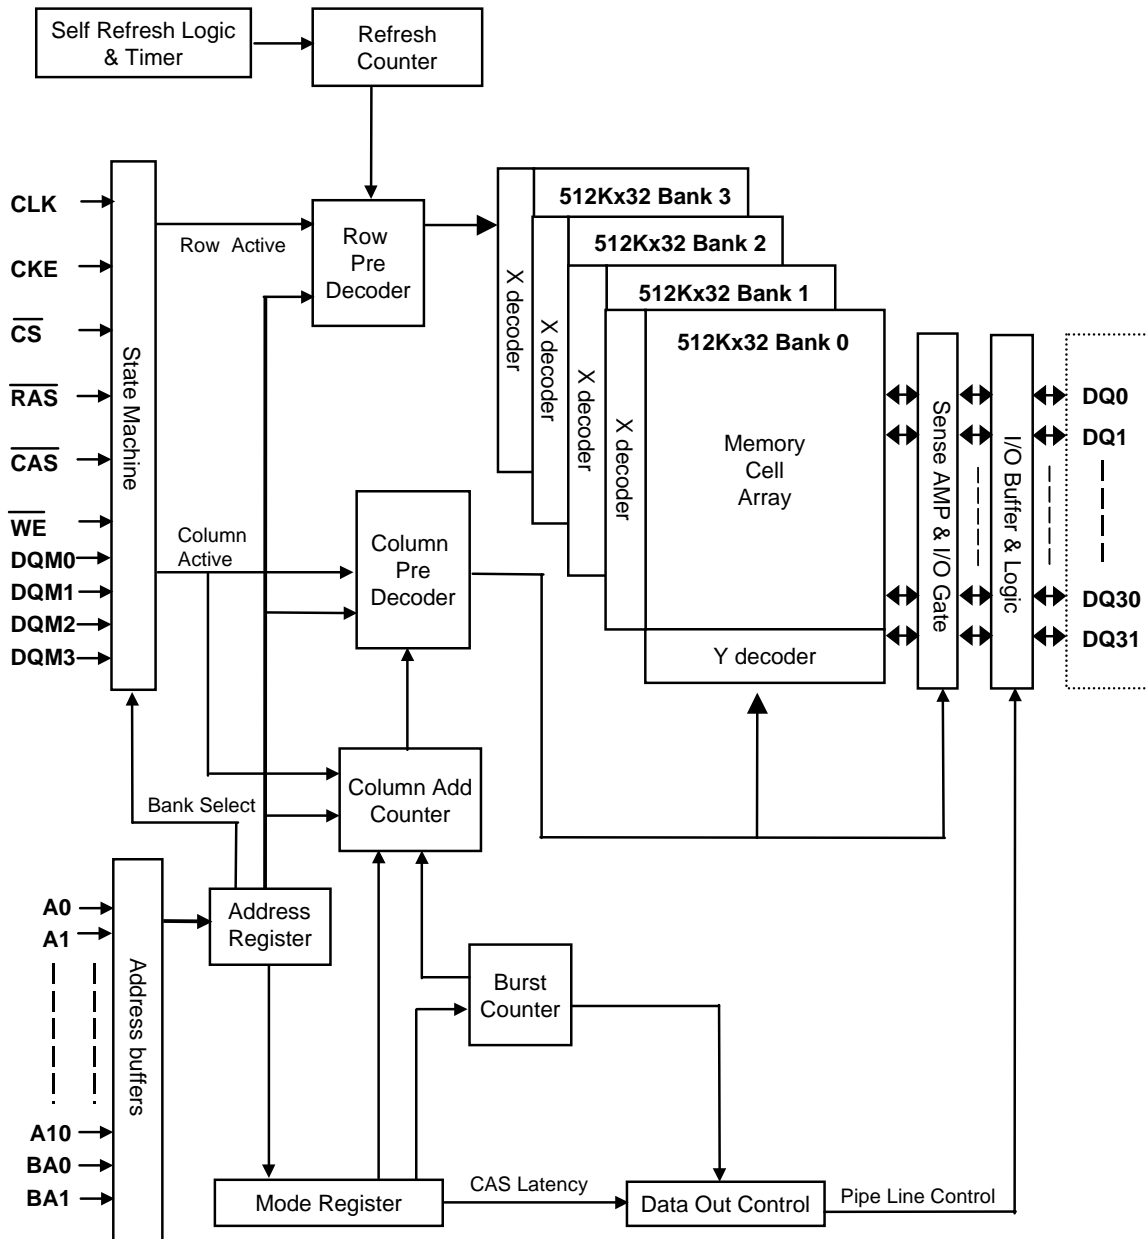 Self Refresh Logic
& Timer
Refresh
Counter
CLK
CKE
CS
RAS
CAS
WE
DQM0
DQM1
DQM2
DQM3
State Machine
Row Active
Row
Pre
Decoder
Column
Active
Column
Pre
Decoder
X decoder
X decoder
X decoder
X decoder
512Kx32 Bank 3
512Kx32 Bank 2
512Kx32 Bank 1
512Kx32 Bank 0
Memory
Cell
Array
Y decoder
Sense AMP & I/O Gate
I/O Buffer & Logic
DQ0
DQ1
DQ30
DQ31
Bank Select
Column Add
Counter
A0
A1
A10
BA0
BA1
Address buffers
Address
Register
Burst
Counter
Mode Register
CAS Latency
Data Out Control
Pipe Line Control